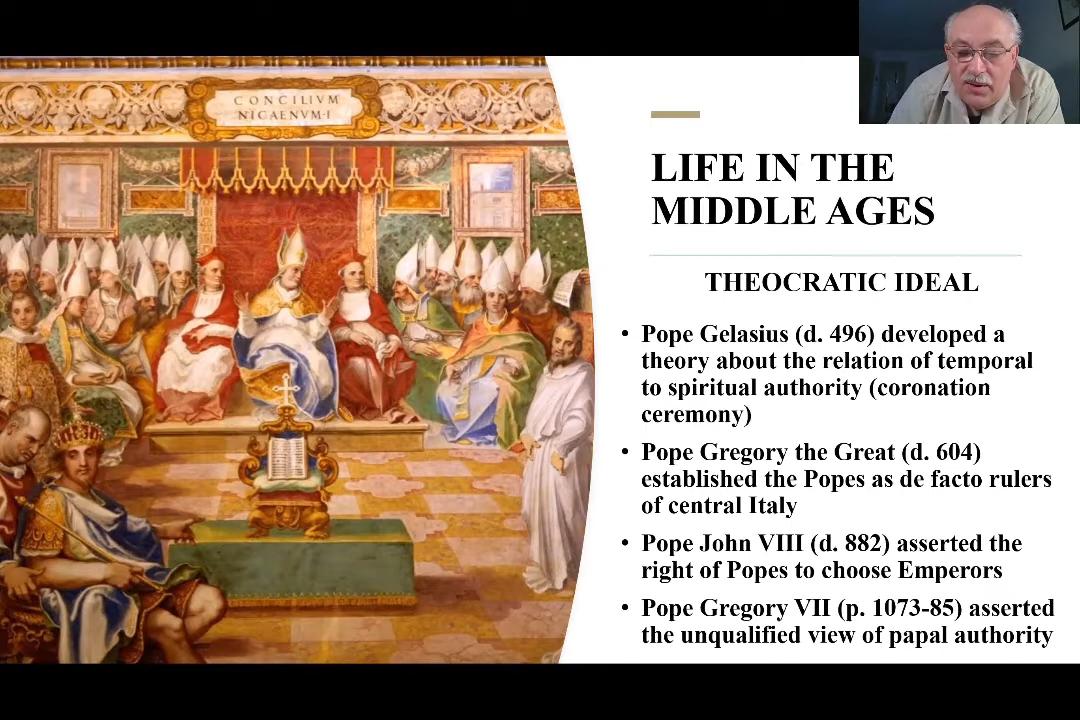 CONCILIVM
NICAENVM·I
LIFE IN THE
MIDDLE AGES
THEOCRATIC IDEAL
• Pope Gelasius (d. 496) developed a
theory about the relation of temporal
to spiritual authority (coronation
ceremony)
• Pope Gregory the Great (d. 604)
established the Popes as de facto rulers
of central Italy
• Pope John VIII (d. 882) asserted the
right of Popes to choose Emperors
• Pope Gregory VII (p. 1073-85) asserted
the unqualified view of papal authority